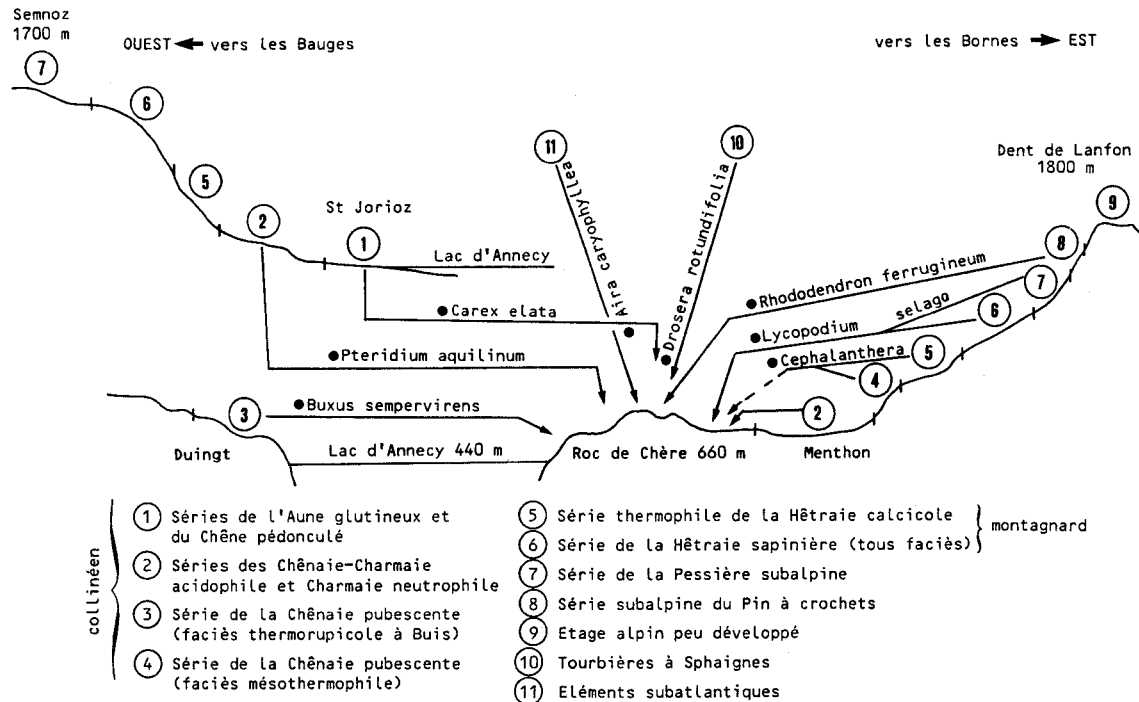 Semnoz
1700 m
OUEST ← vers les Bauges
vers les Bornes → EST
7
6
5
2
St Jorioz
1
Lac d'Annecy
11
10
Dent de Lanfon
1800 m
9
8
7
6
5
4
2
Aira caryophyllea
Drosera rotundifolia
Rhododendron ferrugineum
Carex elata
Lycopodium selago
Cephalanthera
Pteridium aquilinum
3
Buxus sempervirens
Duingt
Lac d'Annecy 440 m
Roc de Chère 660 m
Menthon
collinéen
1 Séries de l'Aune glutineux et
du Chêne pédonculé
2 Séries des Chênaie-Charmaie
acidophile et Charmaie neutrophile
3 Série de la Chênaie pubescente
(faciès thermorupicole à Buis)
4 Série de la Chênaie pubescente
(faciès mésothermophile)
5 Série thermophile de la Hêtraie calcicole
6 Série de la Hêtraie sapinière (tous faciès)
montagnard
7 Série de la Pessière subalpine
8 Série subalpine du Pin à crochets
9 Etage alpin peu développé
10 Tourbières à Sphaignes
11 Eléments subatlantiques